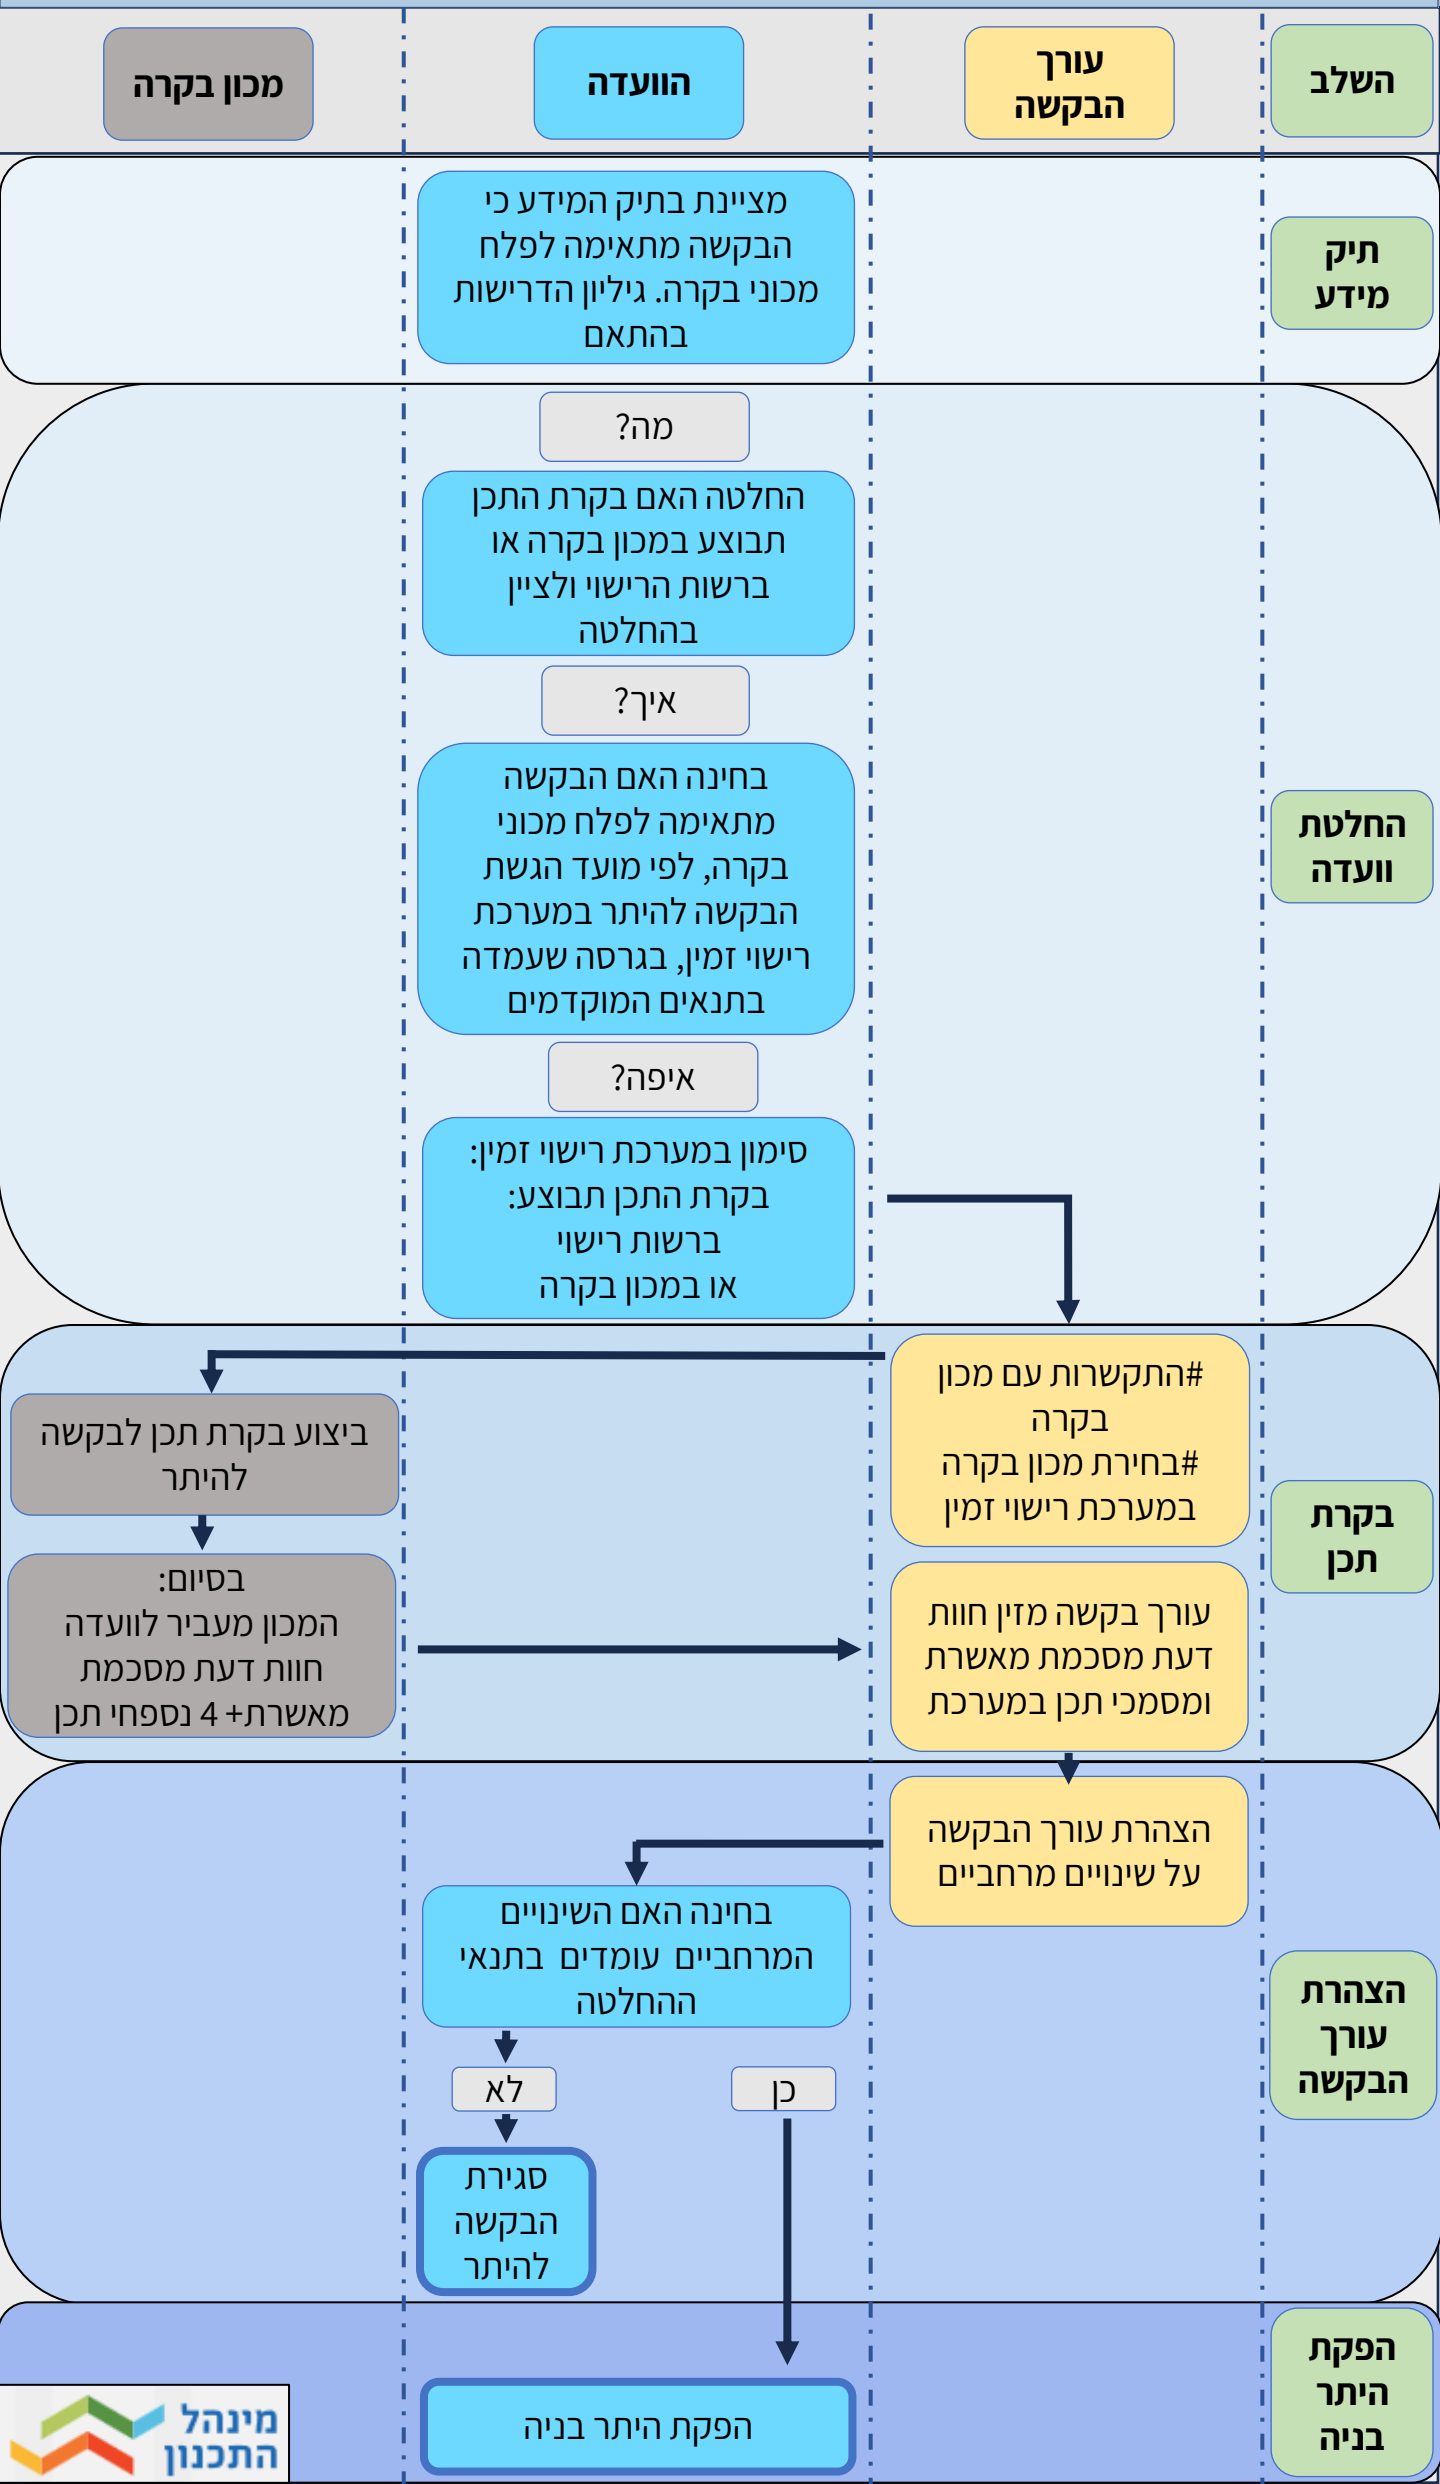 השלב
עורך
הבקשה
הוועדה
מכון בקרה
תיק
מידע
מציינת בתיק המידע כי
הבקשה מתאימה לפלח
מכוני בקרה. גיליון הדרישות
בהתאם
החלטת
וועדה
מה?
החלטה האם בקרת התכן
תבוצע במכון בקרה או
ברשות הרישוי ולציין
בהחלטה
איך?
בחינה האם הבקשה
מתאימה לפלח מכוני
בקרה, לפי מועד הגשת
הבקשה להיתר במערכת
רישוי זמין, בגרסה שעמדה
בתנאים המוקדמים
איפה?
סימון במערכת רישוי זמין:
בקרת התכן תבוצע:
ברשות רישוי
או במכון בקרה
בקרת
תכן
#התקשרות עם מכון
בקרה
#בחירת מכון בקרה
במערכת רישוי זמין
ביצוע בקרת תכן לבקשה
להיתר
בסיום:
המכון מעביר לוועדה
חוות דעת מסכמת
מאשרת+ 4 נספחי תכן
עורך בקשה מזין חוות
דעת מסכמת מאשרת
ומסמכי תכן במערכת
הצהרת
עורך
הבקשה
הצהרת עורך הבקשה
על שינויים מרחביים
בחינה האם השינויים
המרחביים עומדים בתנאי
ההחלטה
כן
לא
סגירת
הבקשה
להיתר
הפקת
היתר
בניה
הפקת היתר בניה
מינהל
התכנון